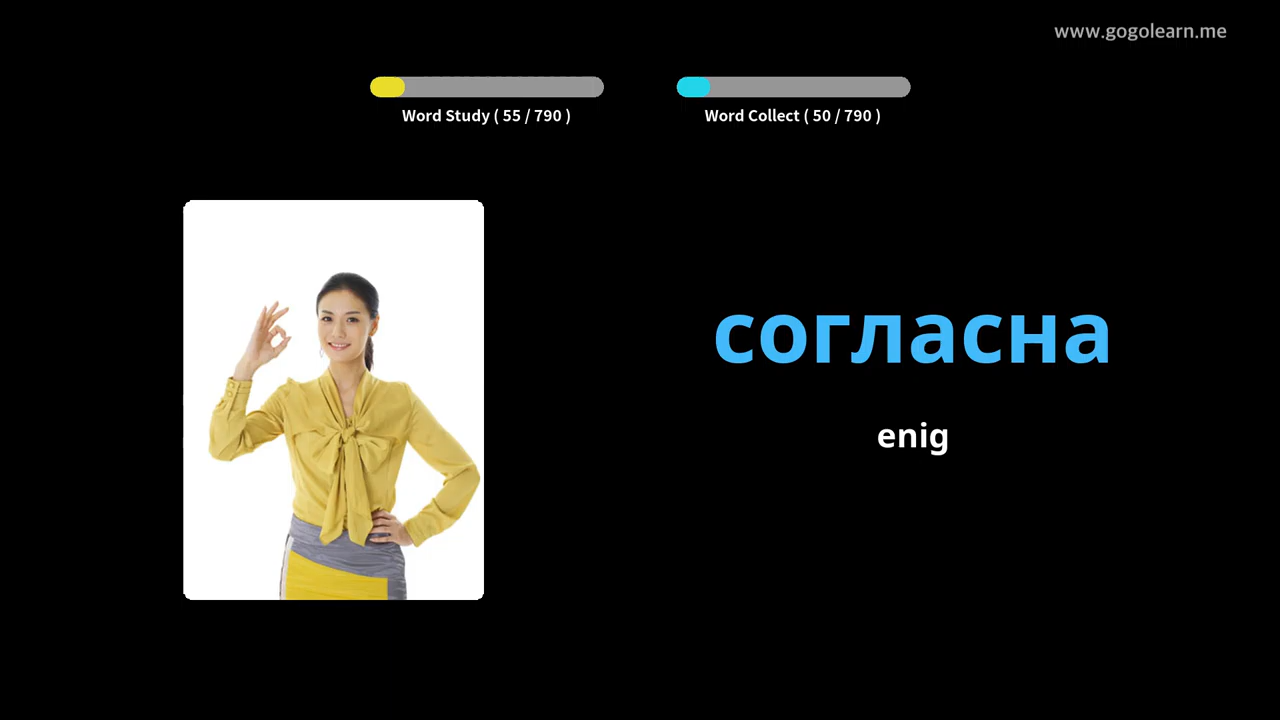 www.gogolearn.me
Word Study ( 55 / 790 )
Word Collect ( 50 / 790 )
согласна
enig